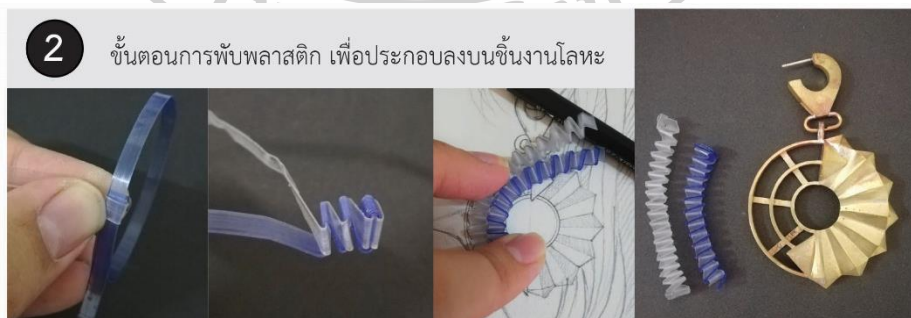 2
ขั้นตอนการพับพลาสติก เพื่อประกอบลงบนชิ้นงานโลหะ